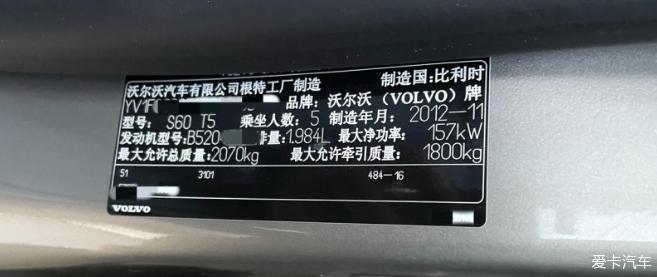 沃尔沃汽车有限公司根特工厂制造 制造国:比利时
YV1F 品牌: 沃尔沃 (VOLVO) 牌
型号: S60 T5 乘坐人数: 5 制造年月: 2012-11
发动机型号: B520 排量: 1.984L 最大净功率: 157kW
最大允许总质量: 2070kg 最大允许牵引质量: 1800kg
51 3101 484-16
VOLVO
爱卡汽车